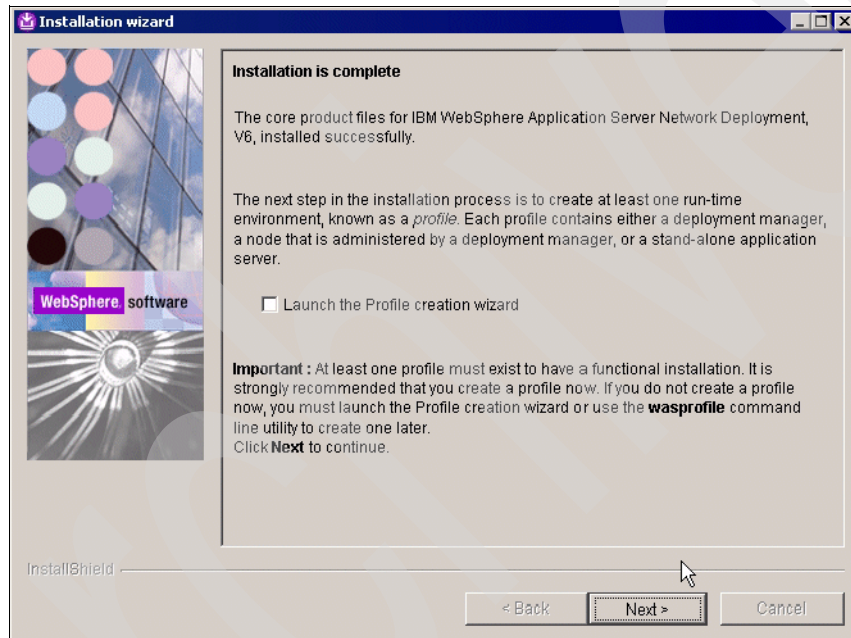 Installation wizard
Installation is complete
The core product files for IBM WebSphere Application Server Network Deployment,
V6, installed successfully.
The next step in the installation process is to create at least one run-time
environment, known as a profile. Each profile contains either a deployment manager,
a node that is administered by a deployment manager, or a stand-alone application
server.
WebSphere. software
Launch the Profile creation wizard
Important : At least one profile must exist to have a functional installation. It is
strongly recommended that you create a profile now. If you do not create a profile
now, you must launch the Profile creation wizard or use the wasprofile command
line utility to create one later.
Click Next to continue.
InstallShield
< Back
Next >
Cancel